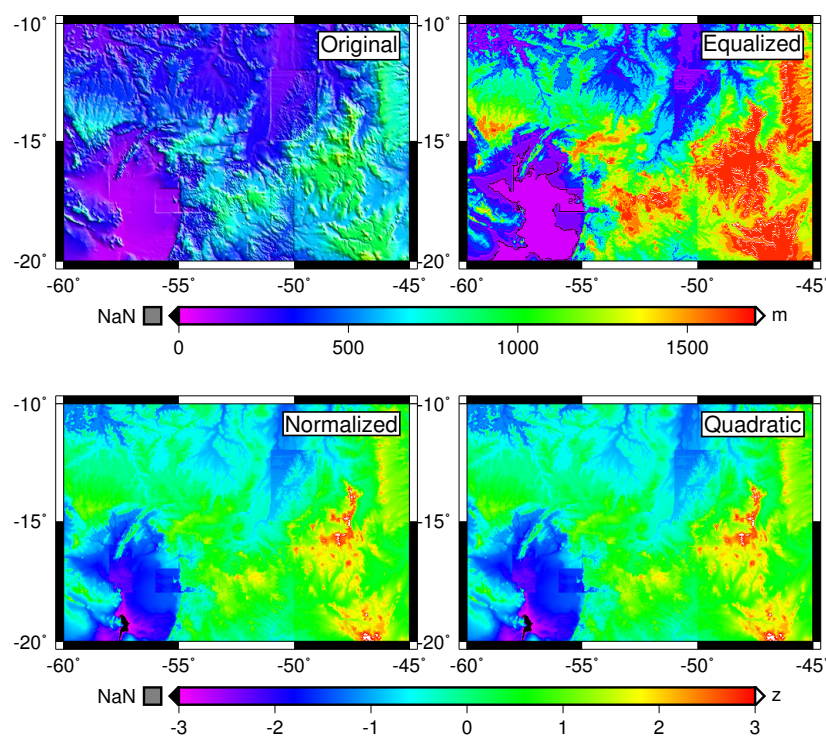 -10˚ Original -10˚ Equalized
-15˚ -15˚
-20˚ -20˚
-60˚ -55˚ -50˚ -45˚ -60˚ -55˚ -50˚ -45˚
NaN m
0 500 1000 1500
-10˚ Normalized -10˚ Quadratic
-15˚ -15˚
-20˚ -20˚
-60˚ -55˚ -50˚ -45˚ -60˚ -55˚ -50˚ -45˚
NaN z
-3 -2 -1 0 1 2 3